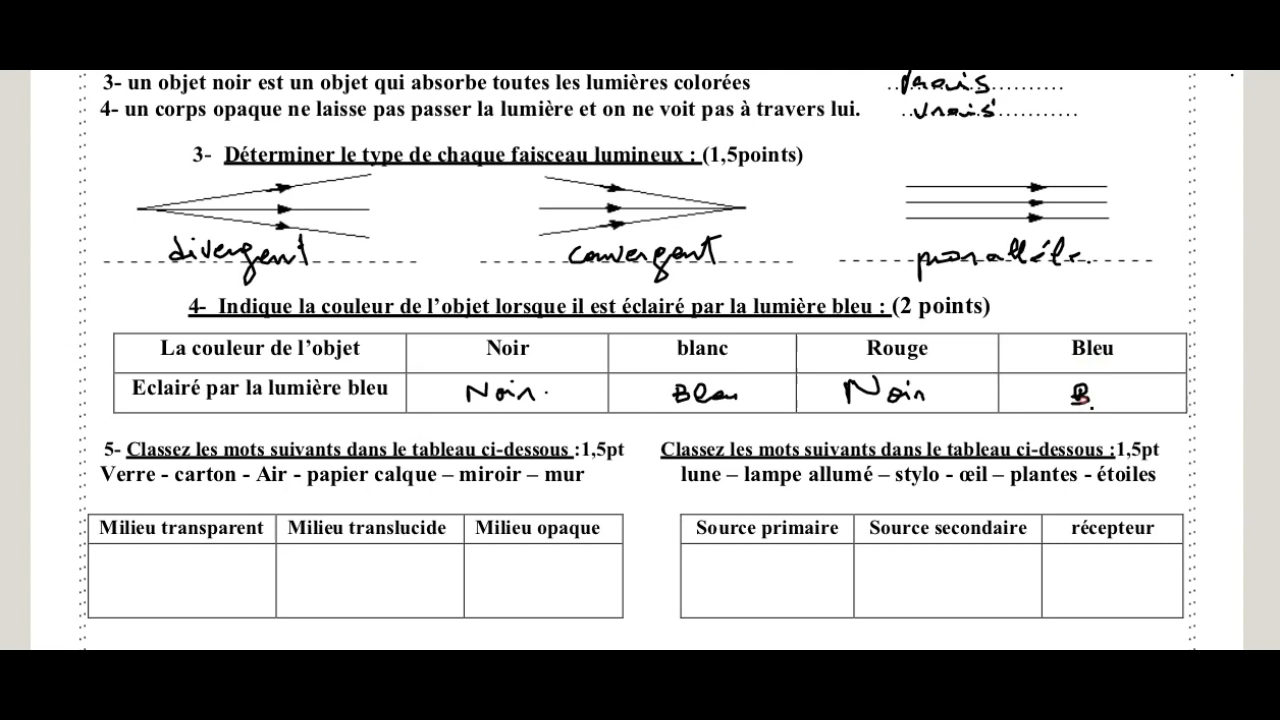 3- un objet noir est un objet qui absorbe toutes les lumières colorées ..vrais..........
4- un corps opaque ne laisse pas passer la lumière et on ne voit pas à travers lui. ..vrais...........
3- Déterminer le type de chaque faisceau lumineux : (1,5points)
divergent convergent parallèle.
4- Indique la couleur de l'objet lorsque il est éclairé par la lumière bleu : (2 points)
La couleur de l'objet Noir blanc Rouge Bleu
Eclairé par la lumière bleu Noir. Bleu Noir B
5- Classez les mots suivants dans le tableau ci-dessous :1,5pt
Verre - carton - Air - papier calque – miroir – mur
Milieu transparent Milieu translucide Milieu opaque
Classez les mots suivants dans le tableau ci-dessous :1,5pt
lune – lampe allumé – stylo - œil – plantes - étoiles
Source primaire Source secondaire récepteur